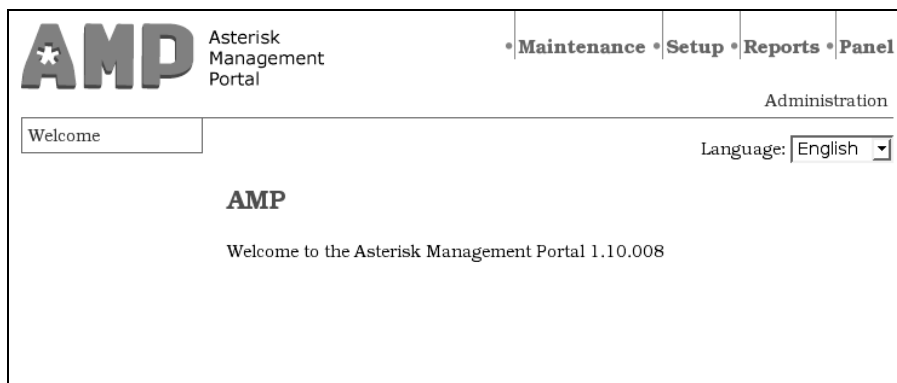 AMP
Asterisk
Management
Portal
• Maintenance • Setup • Reports • Panel
Administration
Welcome
Language: English
AMP
Welcome to the Asterisk Management Portal 1.10.008